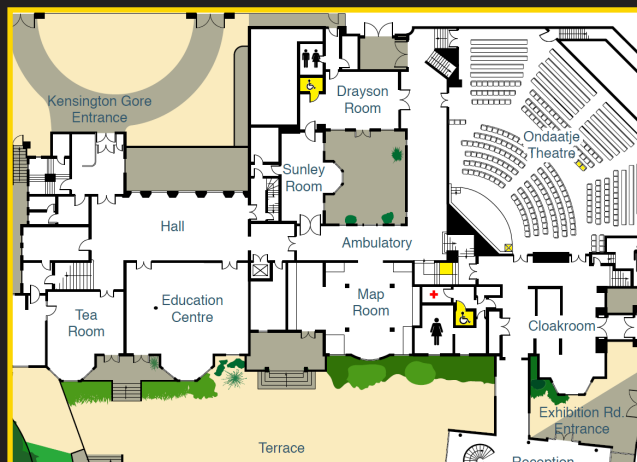 Kensington Gore
Entrance
Drayson
Room
Ondaatje
Theatre
Sunley
Room
Hall
Ambulatory
Tea
Room
Education
Centre
Map
Room
Cloakroom
Exhibition Rd.
Entrance
Terrace
Reception